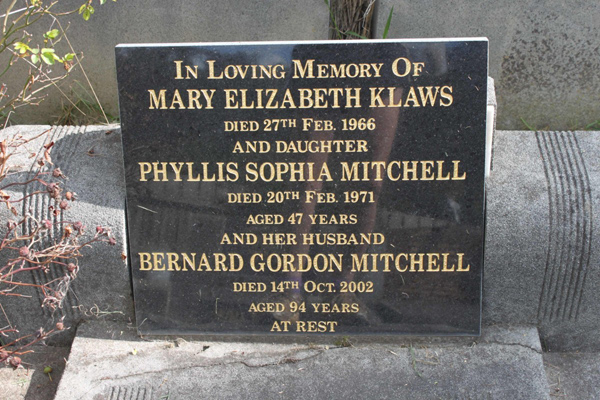 In Loving Memory Of
MARY ELIZABETH KLAWS
DIED 27TH FEB. 1966
AND DAUGHTER
PHYLLIS SOPHIA MITCHELL
DIED 20TH FEB. 1971
AGED 47 YEARS
AND HER HUSBAND
BERNARD GORDON MITCHELL
DIED 14TH OCT. 2002
AGED 94 YEARS
AT REST